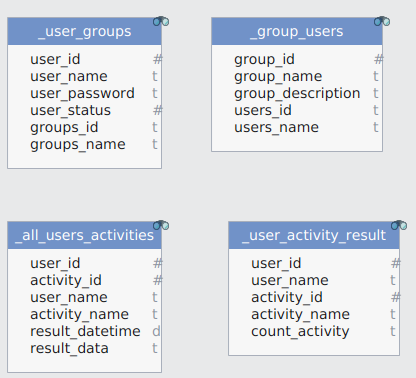 _user_groups
user_id #
user_name t
user_password t
user_status #
groups_id t
groups_name t
_group_users
group_id #
group_name t
group_description t
users_id t
users_name t
_all_users_activities
user_id #
activity_id #
user_name t
activity_name t
result_datetime d
result_data t
_user_activity_result
user_id #
user_name t
activity_id #
activity_name t
count_activity t